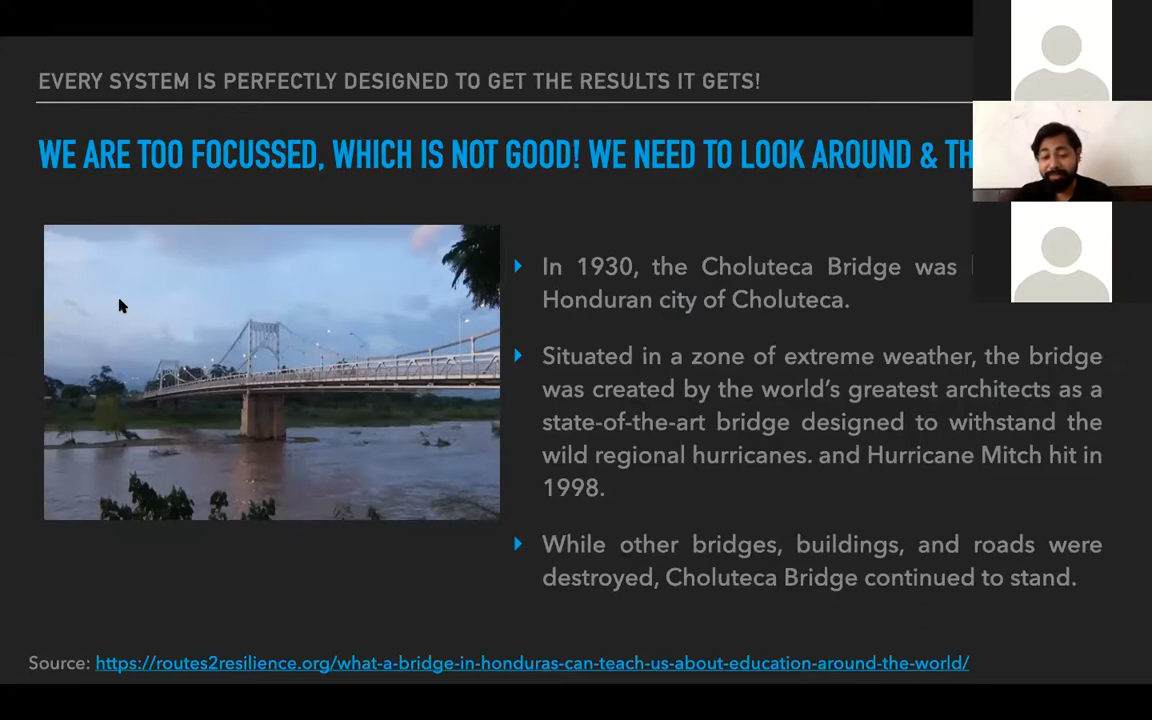 EVERY SYSTEM IS PERFECTLY DESIGNED TO GET THE RESULTS IT GETS!
WE ARE TOO FOCUSSED, WHICH IS NOT GOOD! WE NEED TO LOOK AROUND &
In 1930, the Choluteca Bridge was
Honduran city of Choluteca.
Situated in a zone of extreme weather, the bridge
was created by the world's greatest architects as a
state-of-the-art bridge designed to withstand the
wild regional hurricanes. and Hurricane Mitch hit in
1998.
While other bridges, buildings, and roads were
destroyed, Choluteca Bridge continued to stand.
Source: https://routes2resilience.org/what-a-bridge-in-honduras-can-teach-us-about-education-around-the-world/